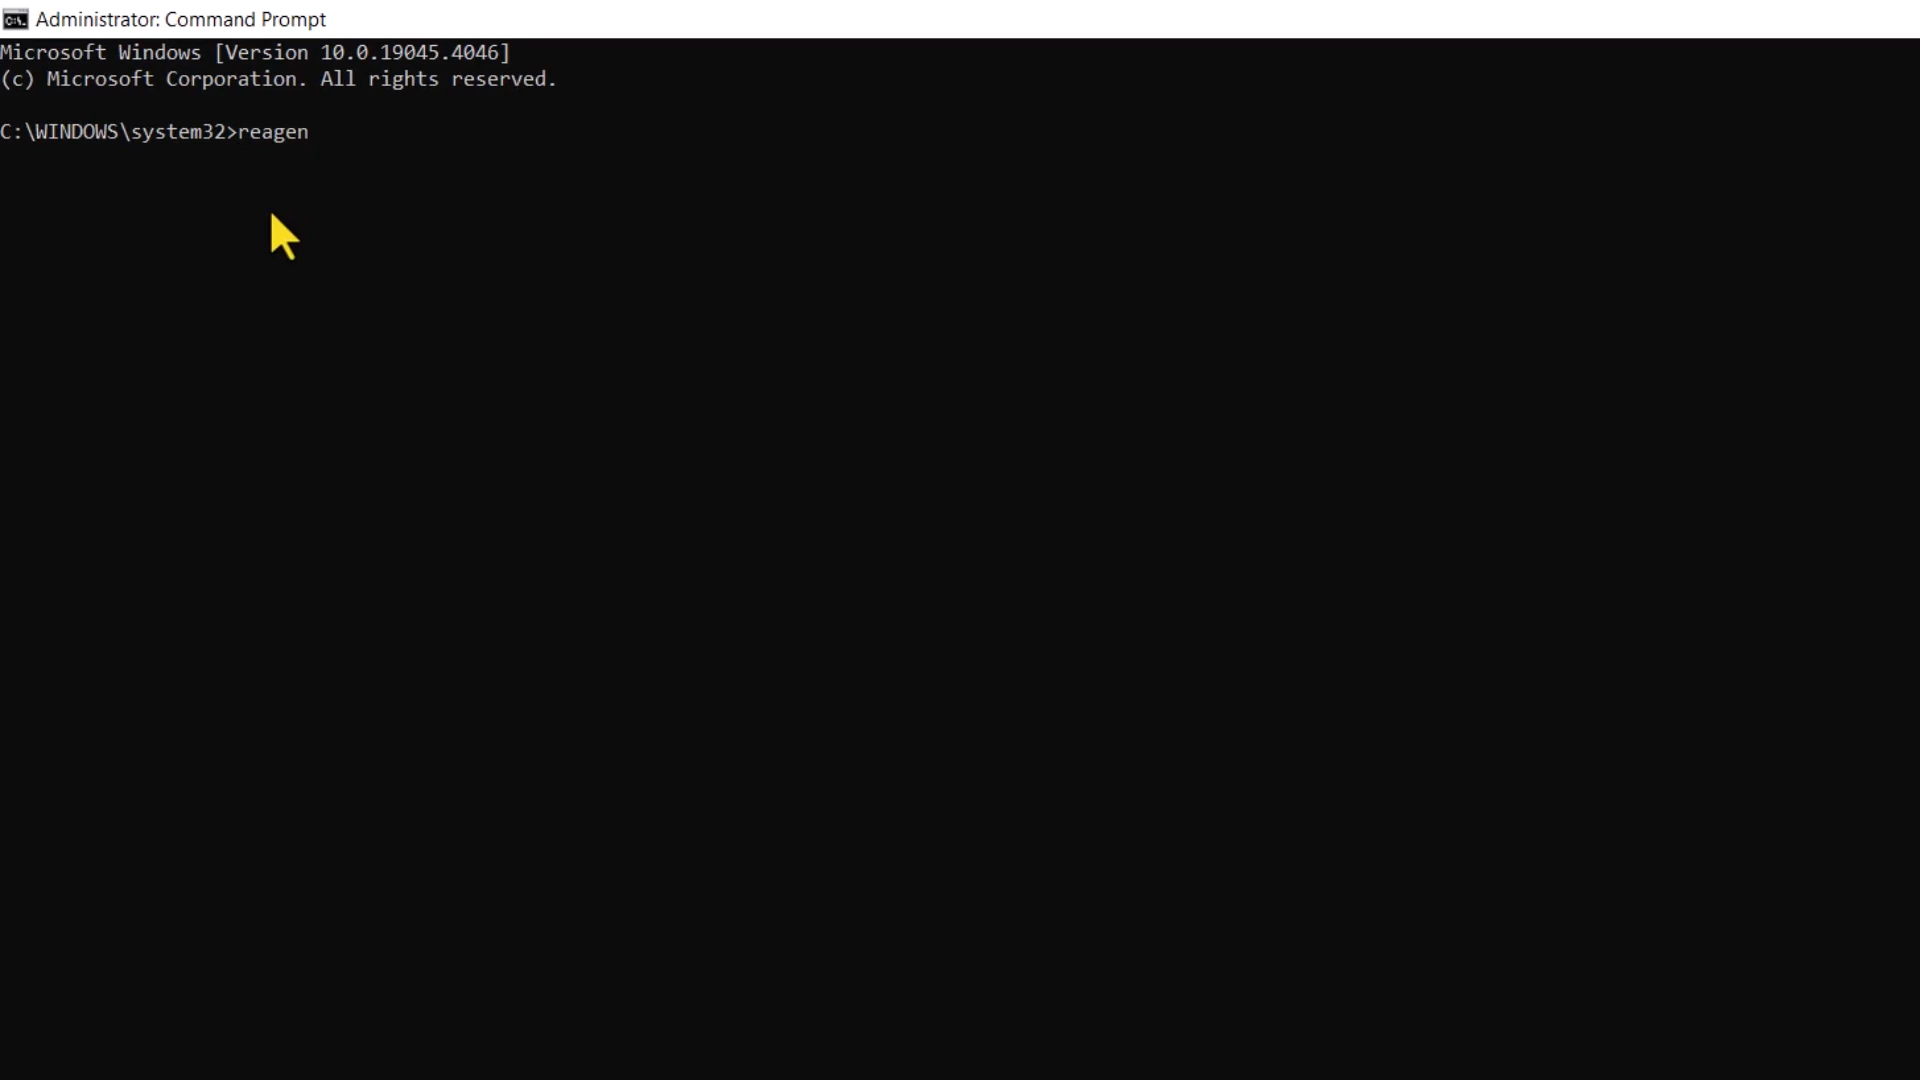 Administrator: Command Prompt
Microsoft Windows [Version 10.0.19045.4046]
(c) Microsoft Corporation. All rights reserved.
C:\WINDOWS\system32>reagen